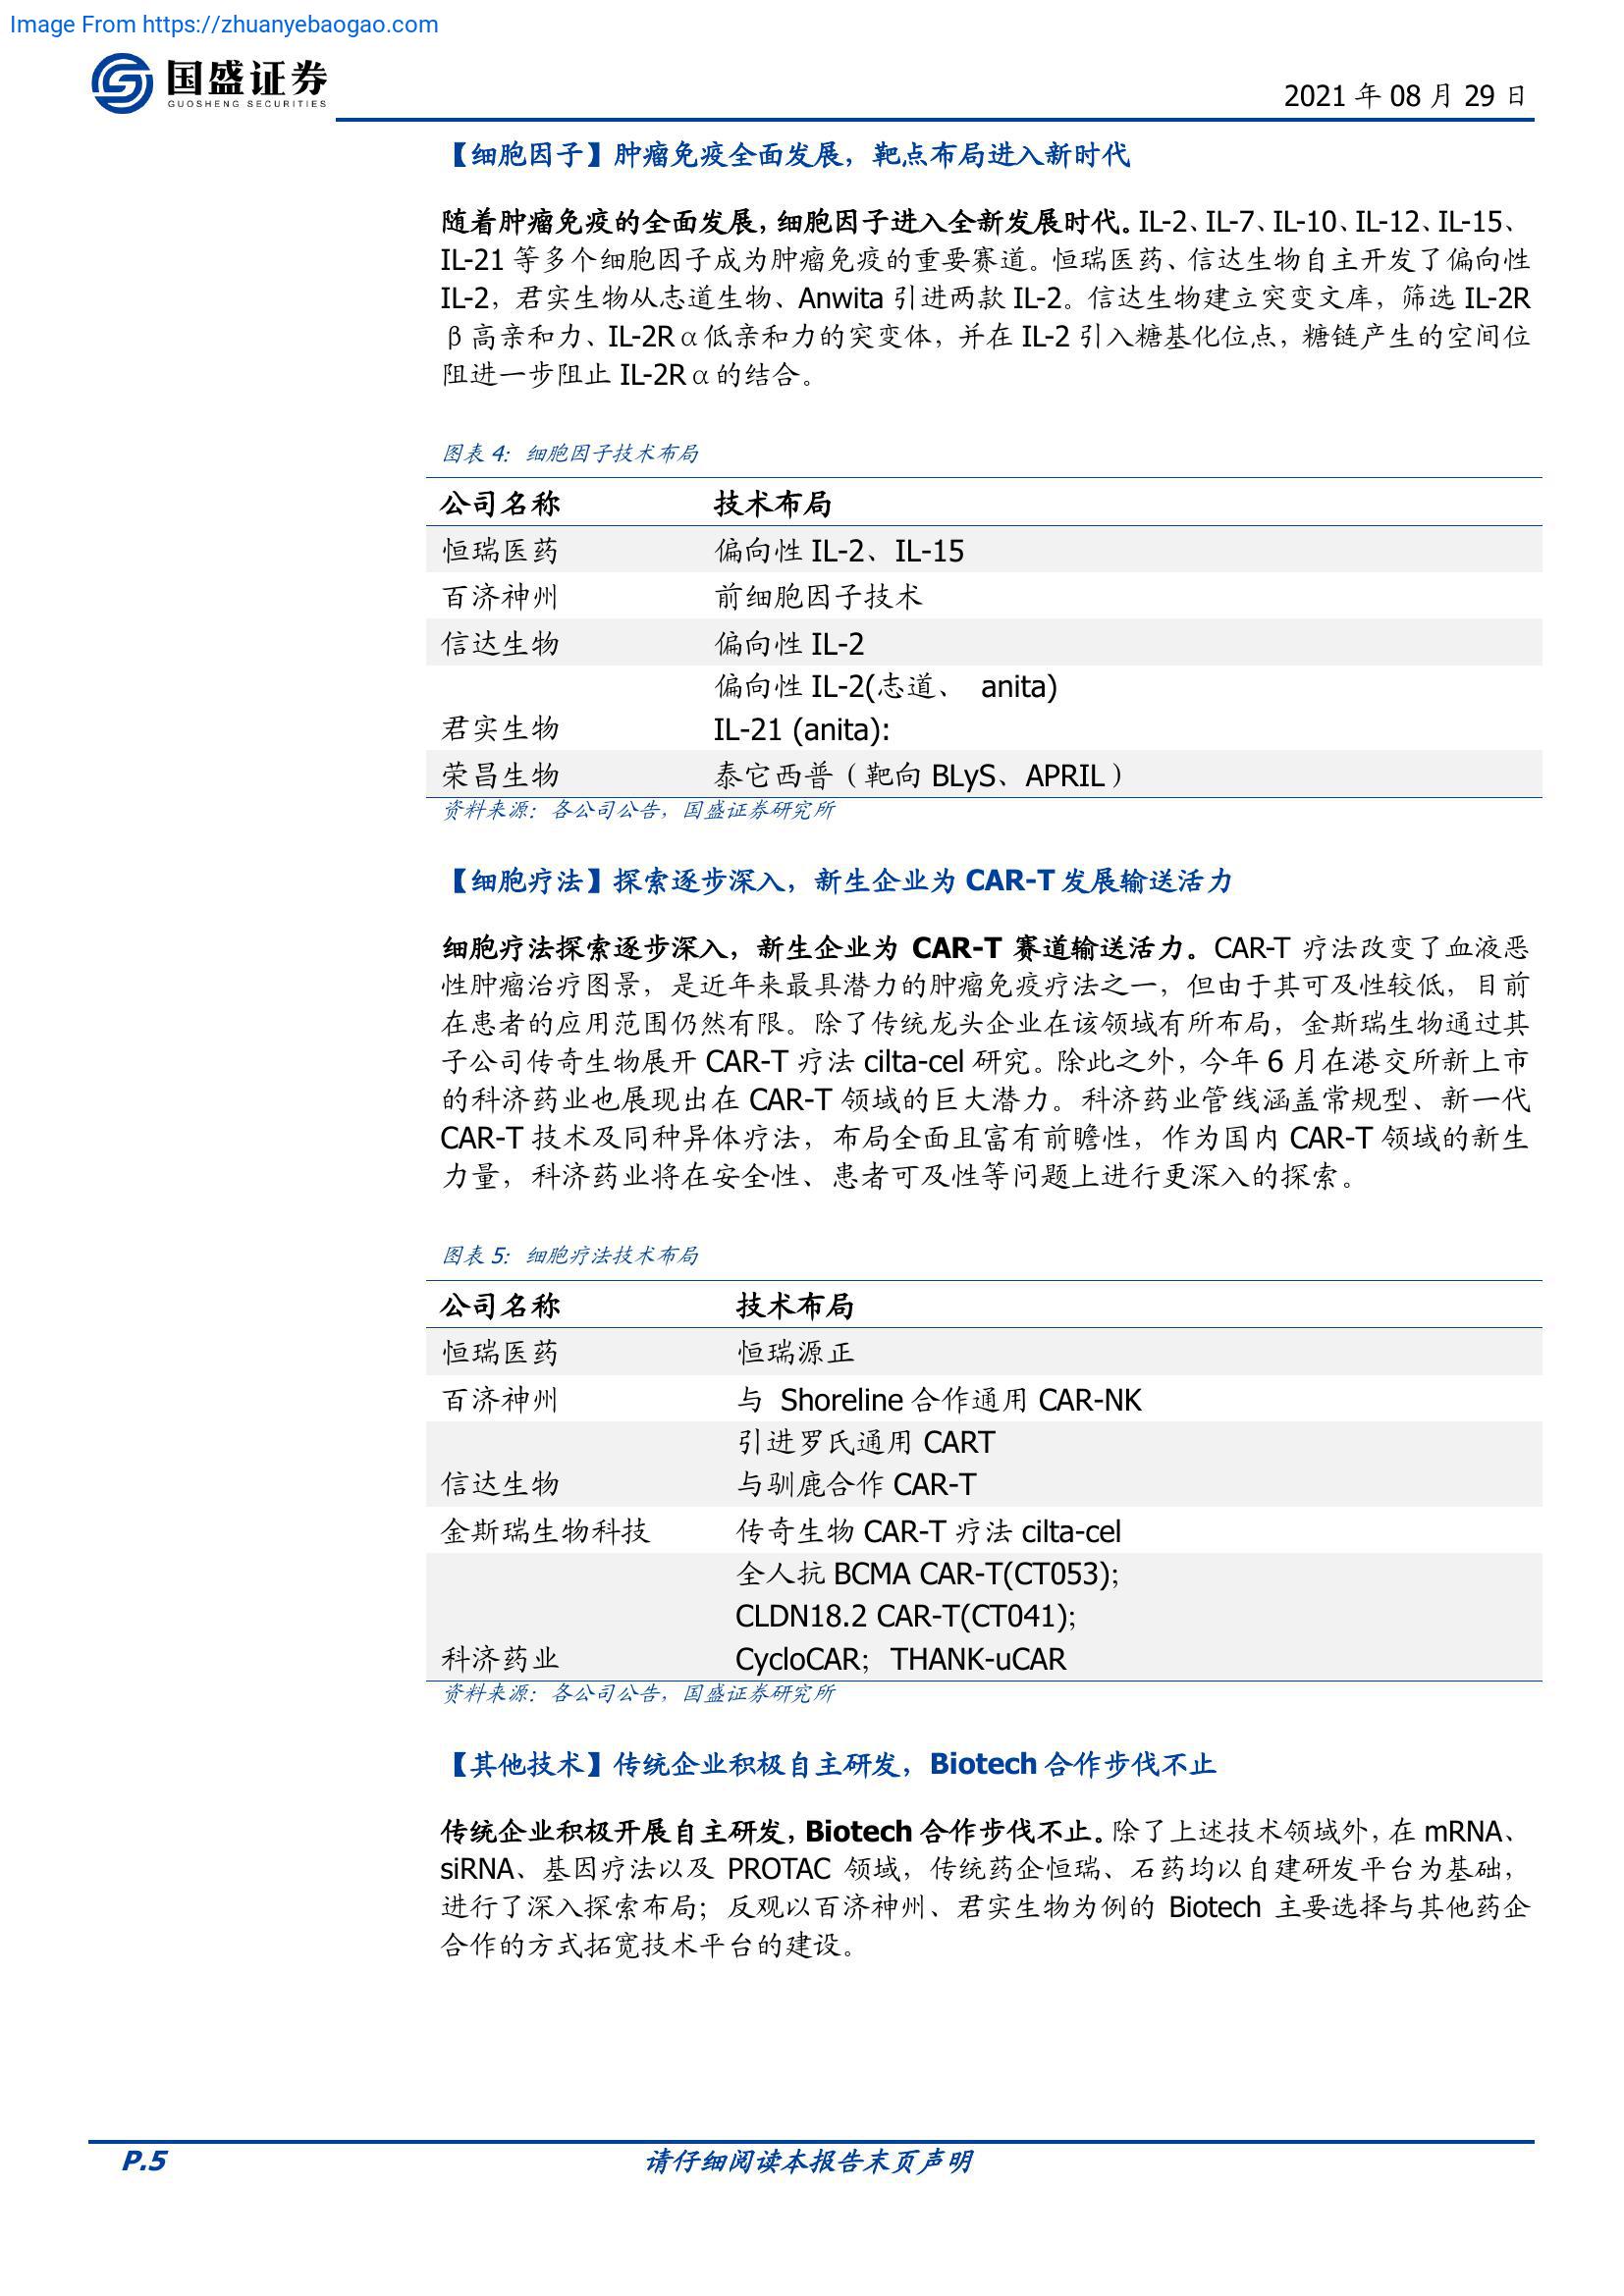 Image From https://zhuanyebaogao.com
国盛证券
GUOSHENG SECURITIES
2021 年 08 月 29 日
【细胞因子】肿瘤免疫全面发展，靶点布局进入新时代
随着肿瘤免疫的全面发展，细胞因子进入全新发展时代。IL-2、IL-7、IL-10、IL-12、IL-15、
IL-21 等多个细胞因子成为肿瘤免疫的重要赛道。恒瑞医药、信达生物自主开发了偏向性
IL-2，君实生物从志道生物、Anwita 引进两款 IL-2。信达生物建立突变文库，筛选 IL-2R
β高亲和力、IL-2Rα低亲和力的突变体，并在 IL-2 引入糖基化位点，糖链产生的空间位
阻进一步阻止 IL-2Rα的结合。
图表 4：细胞因子技术布局
公司名称 技术布局
恒瑞医药 偏向性 IL-2、IL-15
百济神州 前细胞因子技术
信达生物 偏向性 IL-2
偏向性 IL-2(志道、 anita)
君实生物 IL-21 (anita):
荣昌生物 泰它西普（靶向 BLyS、APRIL）
资料来源：各公司公告，国盛证券研究所
【细胞疗法】探索逐步深入，新生企业为 CAR-T 发展输送活力
细胞疗法探索逐步深入，新生企业为 CAR-T 赛道输送活力。CAR-T 疗法改变了血液恶
性肿瘤治疗图景，是近年来最具潜力的肿瘤免疫疗法之一，但由于其可及性较低，目前
在患者的应用范围仍然有限。除了传统龙头企业在该领域有所布局，金斯瑞生物通过其
子公司传奇生物展开 CAR-T 疗法 cilta-cel 研究。除此之外，今年 6 月在港交所新上市
的科济药业也展现出在 CAR-T 领域的巨大潜力。科济药业管线涵盖常规型、新一代
CAR-T 技术及同种异体疗法，布局全面且富有前瞻性，作为国内 CAR-T 领域的新生
力量，科济药业将在安全性、患者可及性等问题上进行更深入的探索。
图表 5：细胞疗法技术布局
公司名称 技术布局
恒瑞医药 恒瑞源正
百济神州 与 Shoreline 合作通用 CAR-NK
引进罗氏通用 CART
信达生物 与驯鹿合作 CAR-T
金斯瑞生物科技 传奇生物 CAR-T 疗法 cilta-cel
全人抗 BCMA CAR-T(CT053)；
CLDN18.2 CAR-T(CT041)；
科济药业 CycloCAR；THANK-uCAR
资料来源：各公司公告，国盛证券研究所
【其他技术】传统企业积极自主研发，Biotech 合作步伐不止
传统企业积极开展自主研发，Biotech 合作步伐不止。除了上述技术领域外，在 mRNA、
siRNA、基因疗法以及 PROTAC 领域，传统药企恒瑞、石药均以自建研发平台为基础，
进行了深入探索布局；反观以百济神州、君实生物为例的 Biotech 主要选择与其他药企
合作的方式拓宽技术平台的建设。
P.5 请仔细阅读本报告末页声明